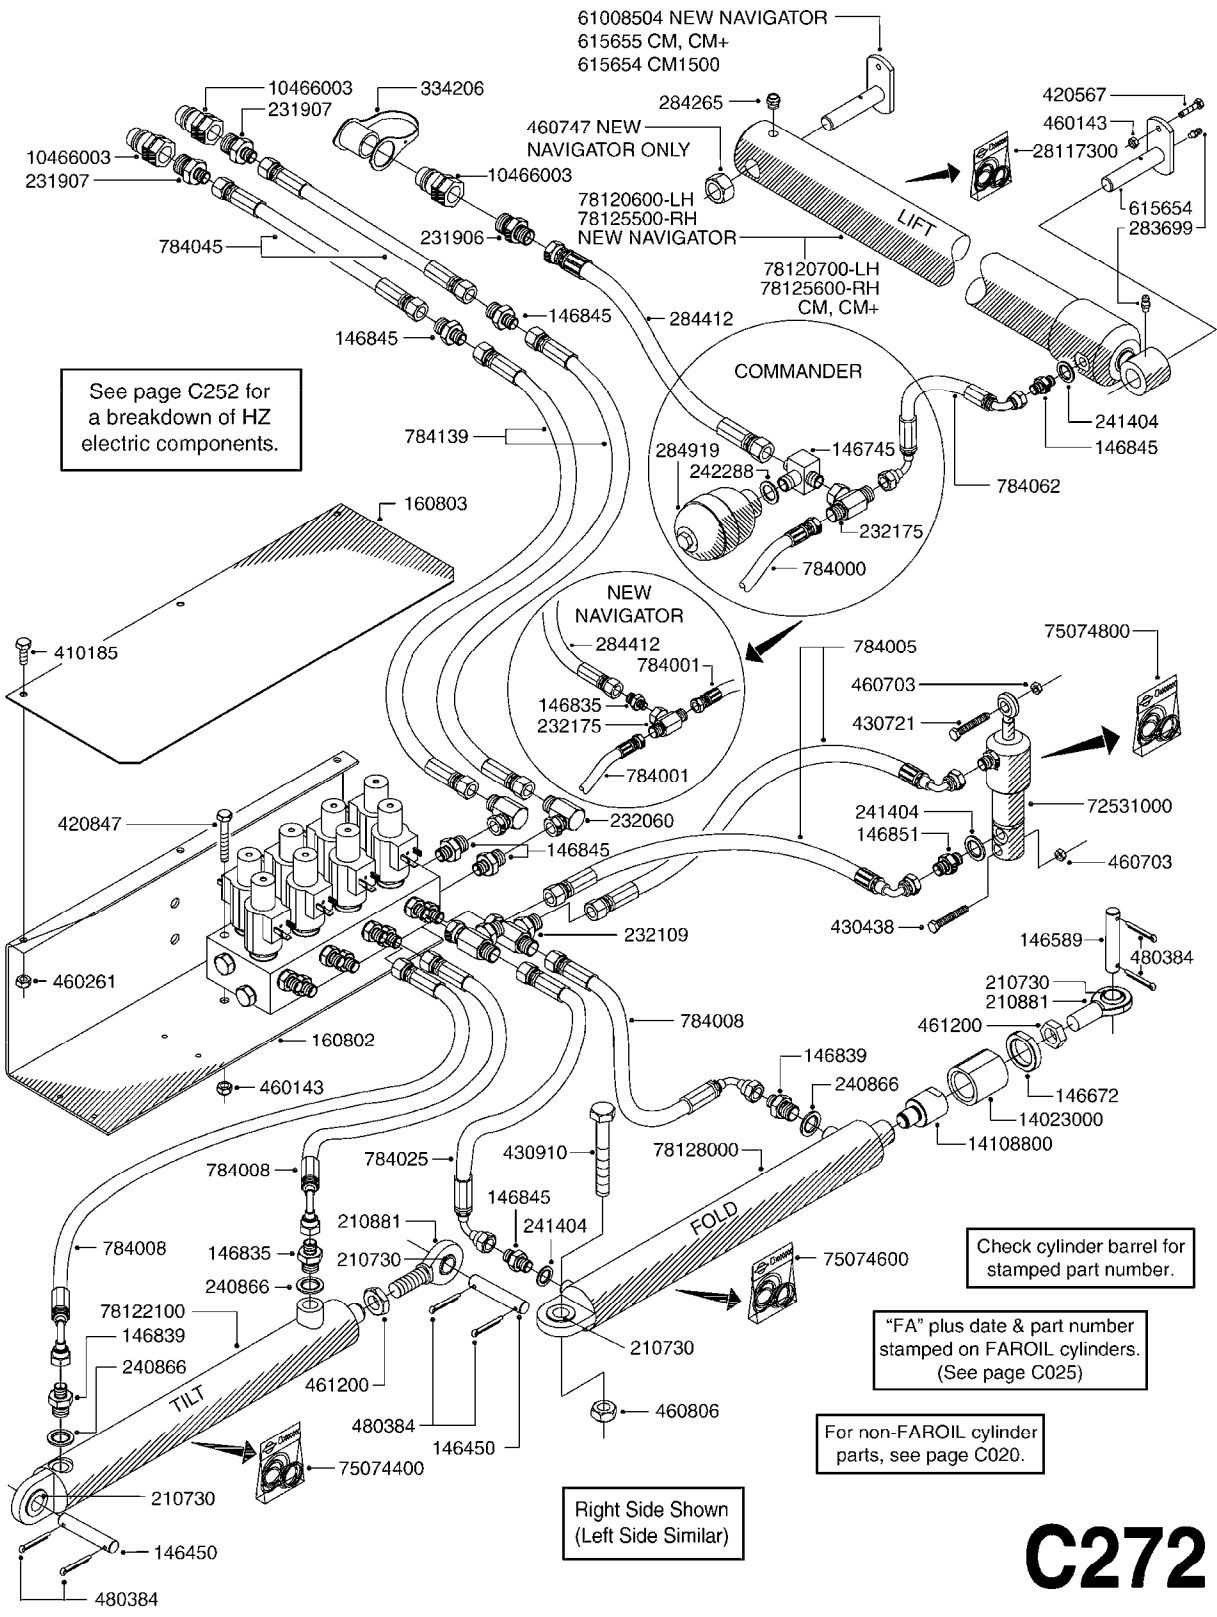 61008504 NEW NAVIGATOR
615655 CM, CM+
615654 CM1500
10466003
334206
231907
284265
420567
460747 NEW
NAVIGATOR ONLY
460143
28117300
10466003
231907
10466003
78120600-LH
78125500-RH
NEW NAVIGATOR
LIFT
615654
283699
784045
231906
78120700-LH
78125600-RH
CM, CM+
146845
146845
284412
COMMANDER
241404
146845
See page C252 for
a breakdown of HZ
electric components.
784139
284919
242288
146745
784062
160803
232175
784000
NEW
NAVIGATOR
284412
784001
146835
232175
784001
784005
75074800
410185
460703
430721
420847
232060
146845
241404
146851
72531000
460703
430438
232109
146589
480384
460261
210730
210881
461200
784008
160802
146839
240866
146672
14023000
14108800
460143
784008
784025
430910
78128000
FOLD
146845
241404
210881
210730
784008
146835
240866
75074600
Check cylinder barrel for
stamped part number.
78122100
146839
240866
TILT
461200
210730
"FA" plus date & part number
stamped on FAROIL cylinders.
(See page C025)
480384
146450
460806
For non-FAROIL cylinder
parts, see page C020.
75074400
210730
Right Side Shown
(Left Side Similar)
146450
480384
C272